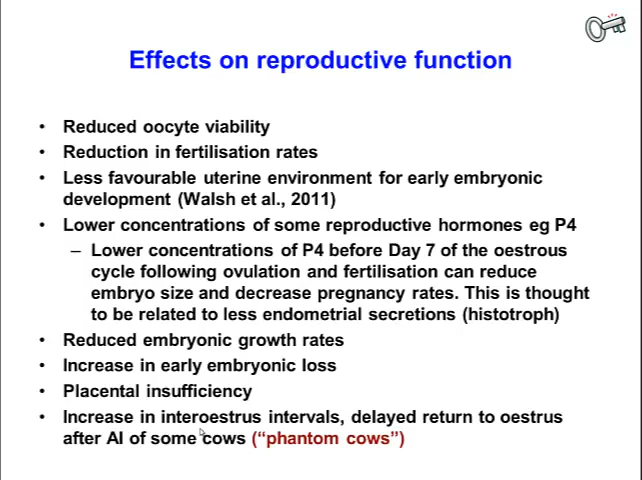 Effects on reproductive function
• Reduced oocyte viability
• Reduction in fertilisation rates
• Less favourable uterine environment for early embryonic
development (Walsh et al., 2011)
• Lower concentrations of some reproductive hormones eg P4
– Lower concentrations of P4 before Day 7 of the oestrous
cycle following ovulation and fertilisation can reduce
embryo size and decrease pregnancy rates. This is thought
to be related to less endometrial secretions (histotroph)
• Reduced embryonic growth rates
• Increase in early embryonic loss
• Placental insufficiency
• Increase in interoestrus intervals, delayed return to oestrus
after AI of some cows (“phantom cows”)